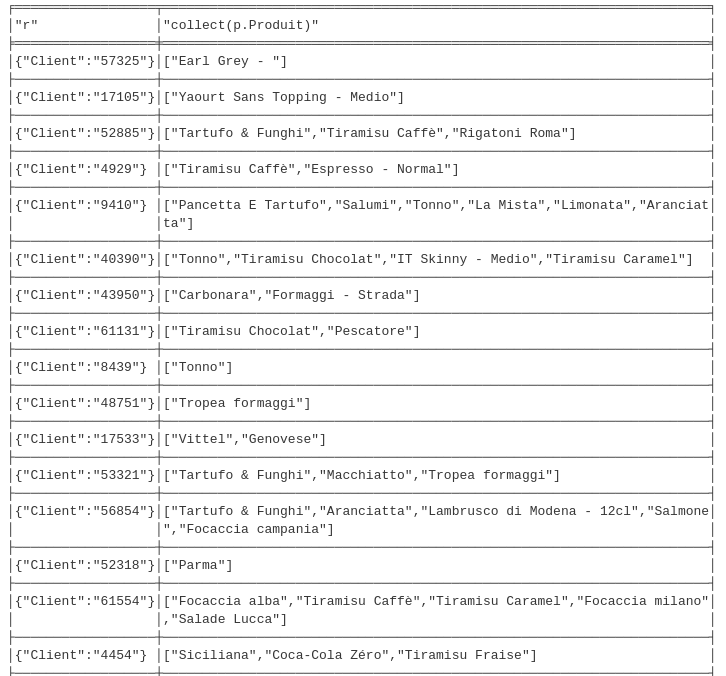 "r" "collect(p.Produit)"
{"Client":"57325"} ["Earl Grey - "]
{"Client":"17105"} ["Yaourt Sans Topping - Medio"]
{"Client":"52885"} ["Tartufo & Funghi","Tiramisu Caffè","Rigatoni Roma"]
{"Client":"4929"} ["Tiramisu Caffè","Espresso - Normal"]
{"Client":"9410"} ["Pancetta E Tartufo","Salumi","Tonno","La Mista","Limonata","Aranciat
ta"]
{"Client":"40390"} ["Tonno","Tiramisu Chocolat","IT Skinny - Medio","Tiramisu Caramel"]
{"Client":"43950"} ["Carbonara","Formaggi - Strada"]
{"Client":"61131"} ["Tiramisu Chocolat","Pescatore"]
{"Client":"8439"} ["Tonno"]
{"Client":"48751"} ["Tropea formaggi"]
{"Client":"17533"} ["Vittel","Genovese"]
{"Client":"53321"} ["Tartufo & Funghi","Macchiatto","Tropea formaggi"]
{"Client":"56854"} ["Tartufo & Funghi","Aranciatta","Lambrusco di Modena - 12cl","Salmone
","Focaccia campania"]
{"Client":"52318"} ["Parma"]
{"Client":"61554"} ["Focaccia alba","Tiramisu Caffè","Tiramisu Caramel","Focaccia milano"
,"Salade Lucca"]
{"Client":"4454"} ["Siciliana","Coca-Cola Zéro","Tiramisu Fraise"]